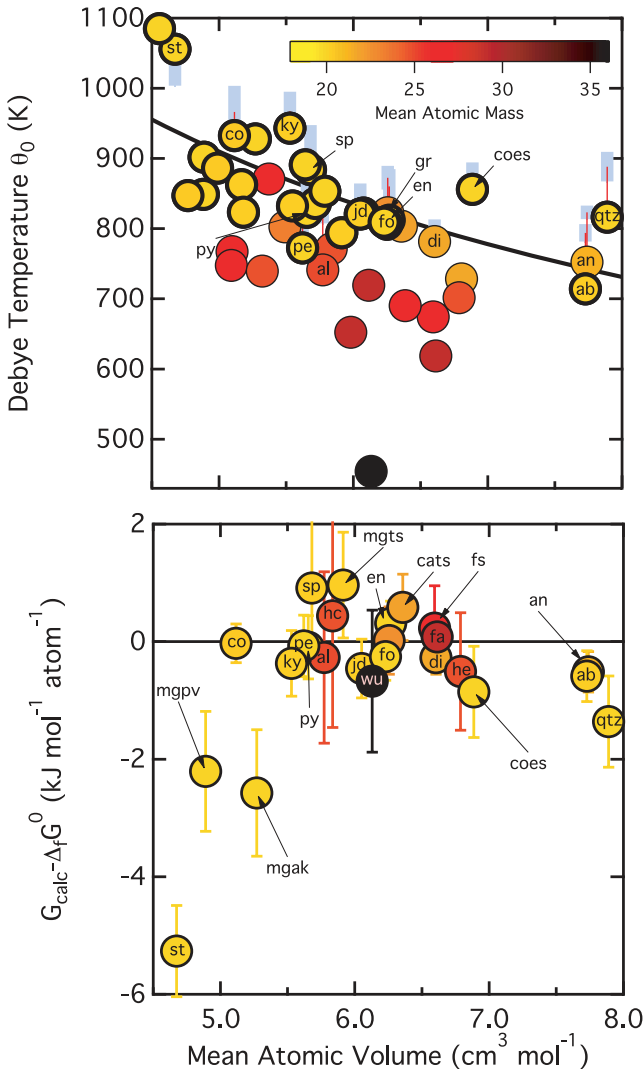 1100
1000
900
800
700
600
500
Debye Temperature θ₀ (K)
20 25 30 35
Mean Atomic Mass
st
co
ky
sp
coes
gr
en
jd
fo
qtz
py
pe
al
di
an
ab
2
0
-2
-4
-6
G_calc-Δ_fG⁰ (kJ mol⁻¹ atom⁻¹)
mgts
cats
fs
en
sp
hc
an
co
pe
fa
ky
al
jd
fo
di
he
ab
wu
mgpv
py
coes
qtz
mgak
st
5.0 6.0 7.0 8.0
Mean Atomic Volume (cm³ mol⁻¹)